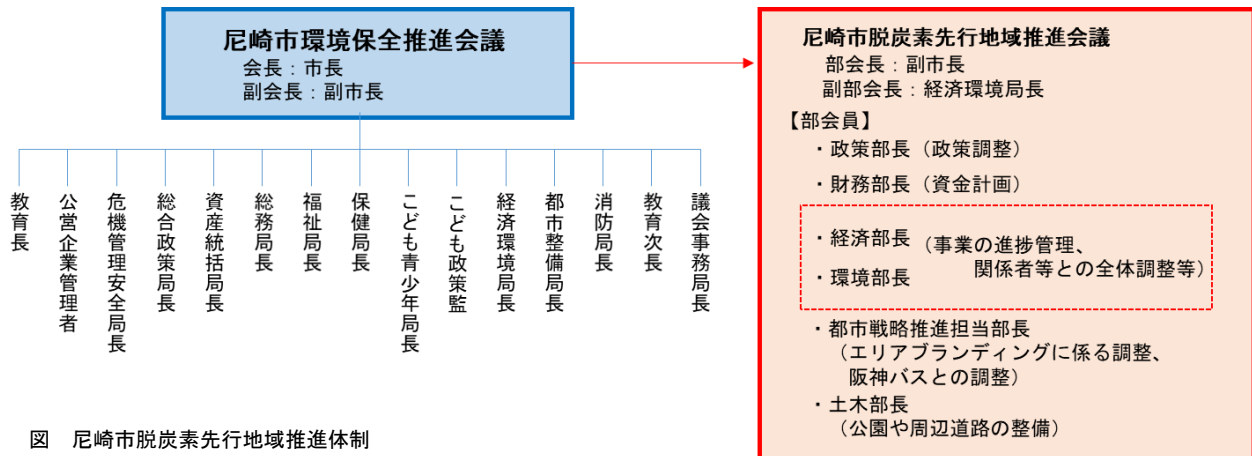 尼崎市環境保全推進会議
会長：市長
副会長：副市長
教育長
公営企業管理者
危機管理安全局長
総合政策局長
資産統括局長
総務局長
福祉局長
保健局長
こども青少年局長
こども政策監
経済環境局長
都市整備局長
消防局長
教育次長
議会事務局長
尼崎市脱炭素先行地域推進会議
部会長：副市長
副部会長：経済環境局長
【部会員】
・政策部長（政策調整）
・財務部長（資金計画）
・経済部長（事業の進捗管理、
関係者等との全体調整等）
・環境部長
・都市戦略推進担当部長
（エリアブランディングに係る調整、
阪神バスとの調整）
・土木部長
（公園や周辺道路の整備）
図　尼崎市脱炭素先行地域推進体制